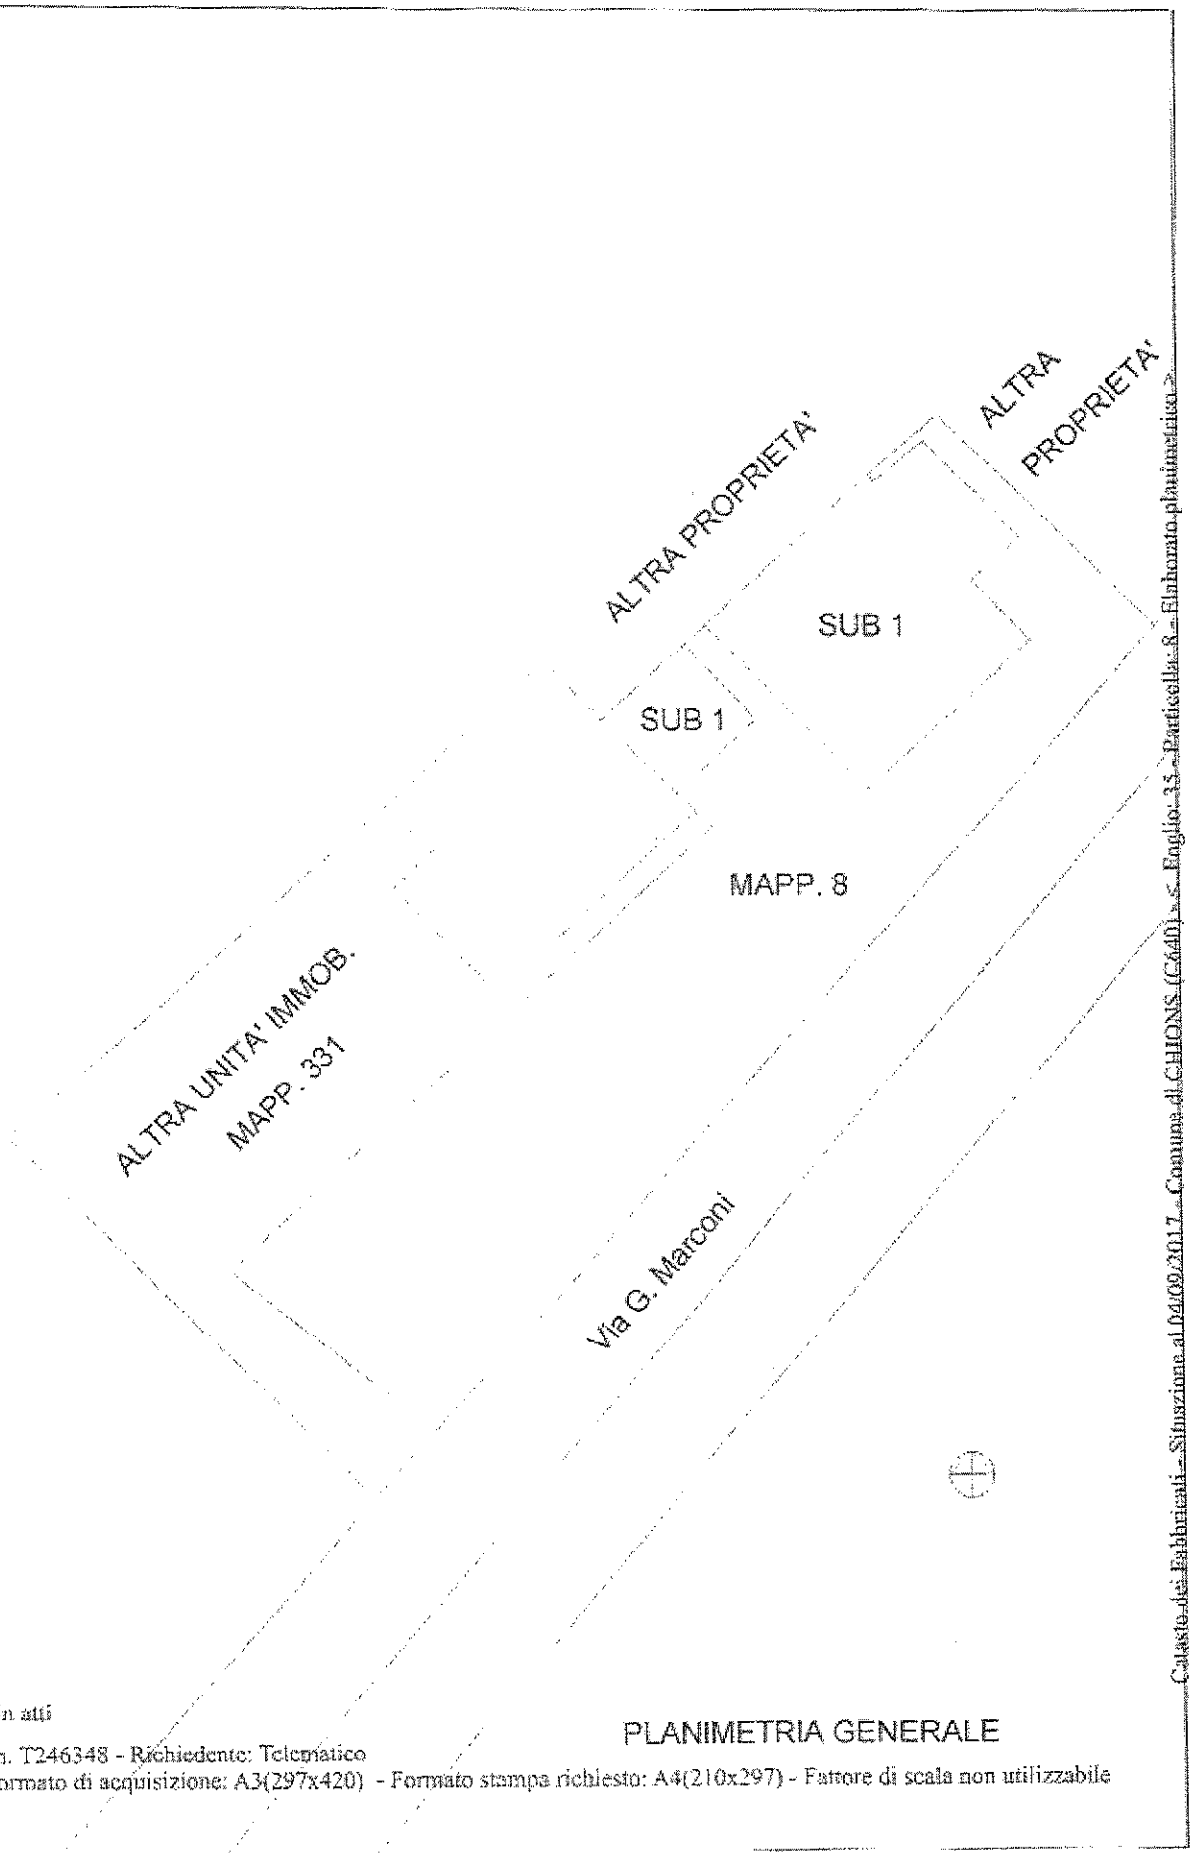 ALTRA
PROPRIETA'
ALTRA PROPRIETA'
SUB 1
SUB 1
MAPP. 8
ALTRA UNITA' IMMOB.
MAPP. 331
Via G. Marconi
Catasto dei Fabbricati - Situazione al 04/09/2017 - Comune di CHIONS (C640) - < Foglio: 35 - Particella: 8 - Elaborato planimetrico >
n atti
PLANIMETRIA GENERALE
n. T246348 - Richiedente: Telematico
ormato di acquisizione: A3(297x420) - Formato stampa richiesto: A4(210x297) - Fattore di scala non utilizzabile